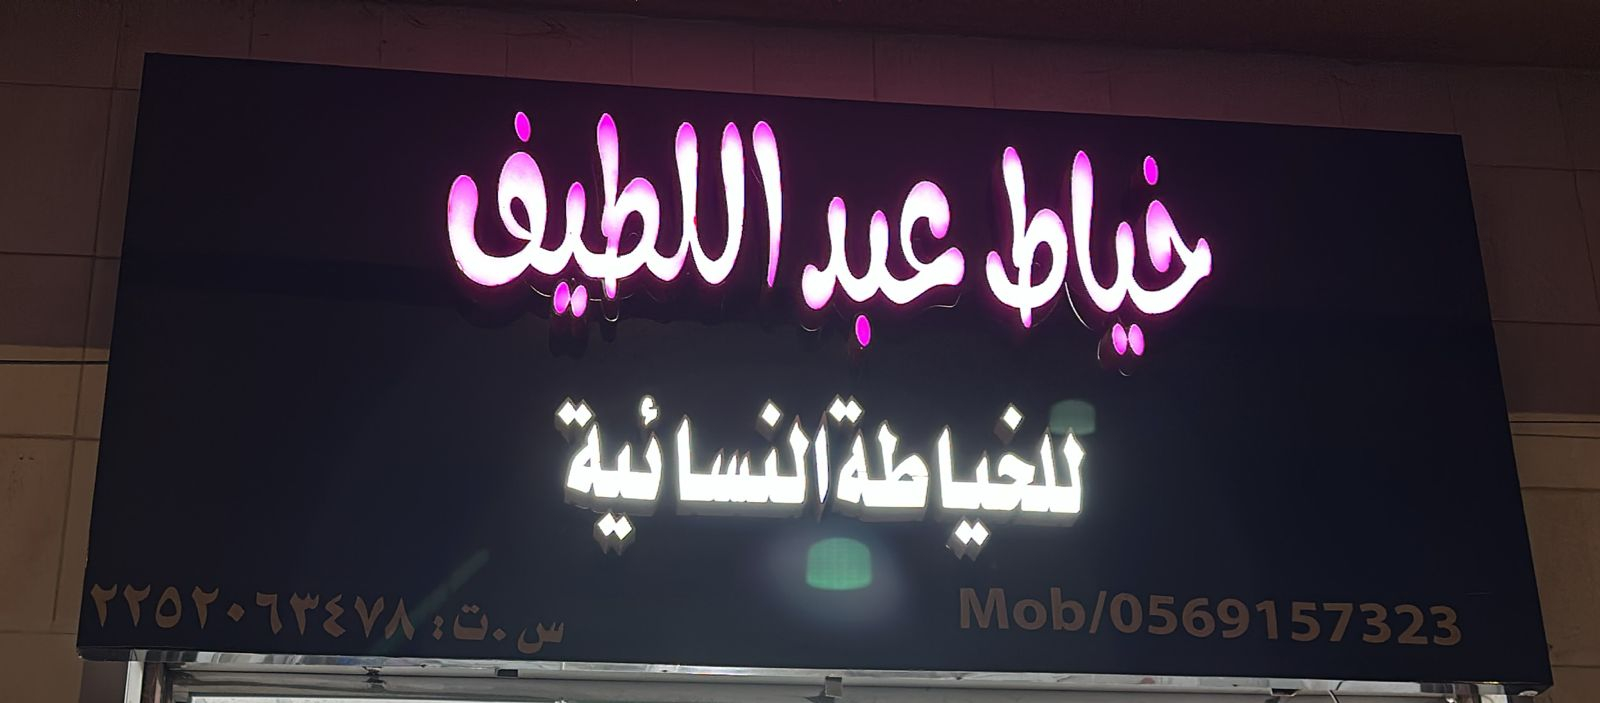 خياط عبد اللطيف
للخياطة النسائية
Mob/0569157323
س.ت: ٢٢٥٢٠٦٣٤٧٨